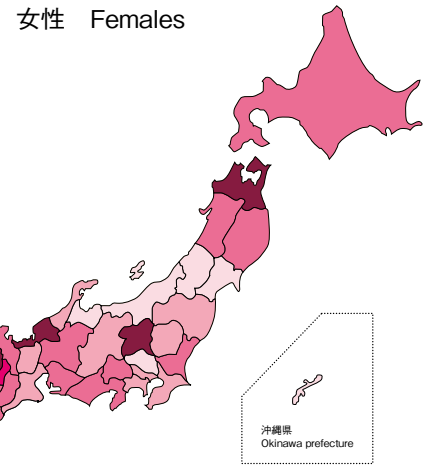 女性　Females
沖縄県
Okinawa prefecture